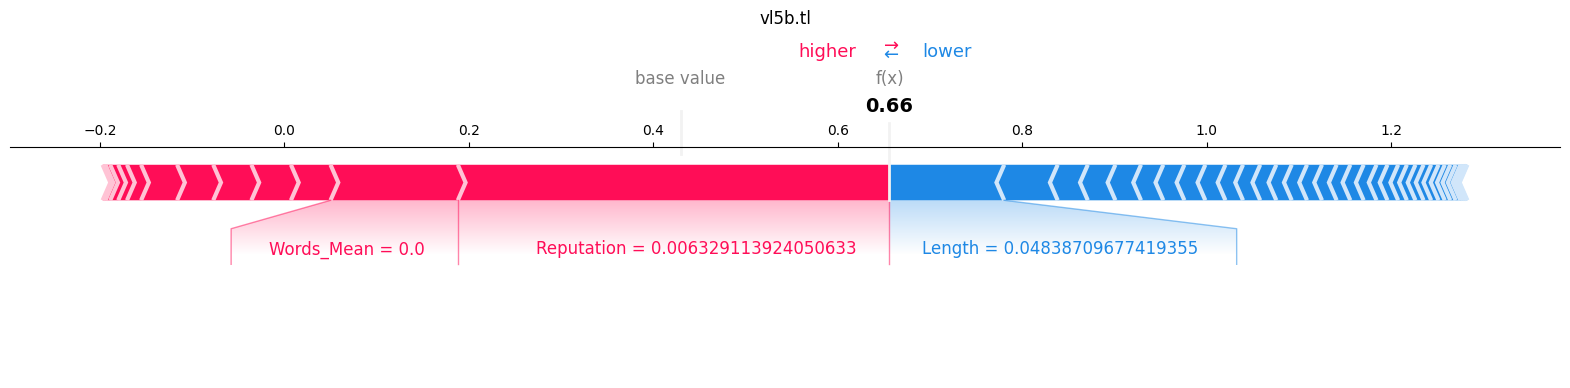 vl5b.tl
higher ⇄ lower
base value f(x)
0.66
−0.2 0.0 0.2 0.4 0.6 0.8 1.0 1.2
Words_Mean = 0.0 Reputation = 0.006329113924050633 Length = 0.04838709677419355